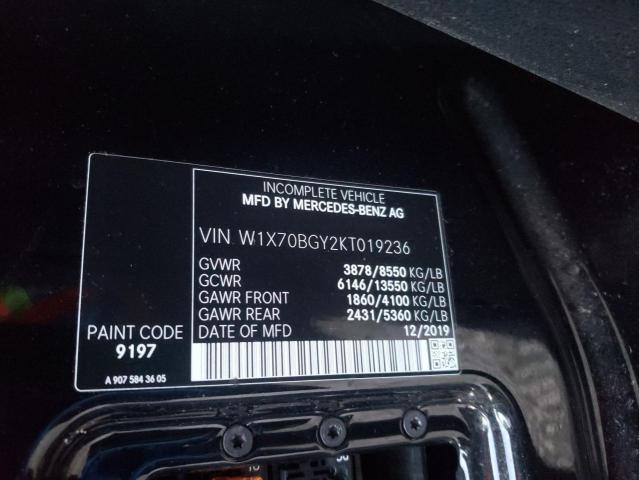 INCOMPLETE VEHICLE
MFD BY MERCEDES-BENZ AG
VIN W1X70BGY2KT019236
GVWR 3878/8550 KG/LB
GCWR 6146/13550 KG/LB
GAWR FRONT 1860/4100 KG/LB
GAWR REAR 2431/5360 KG/LB
DATE OF MFD 12/2019
PAINT CODE
9197
A 907 584 36 05